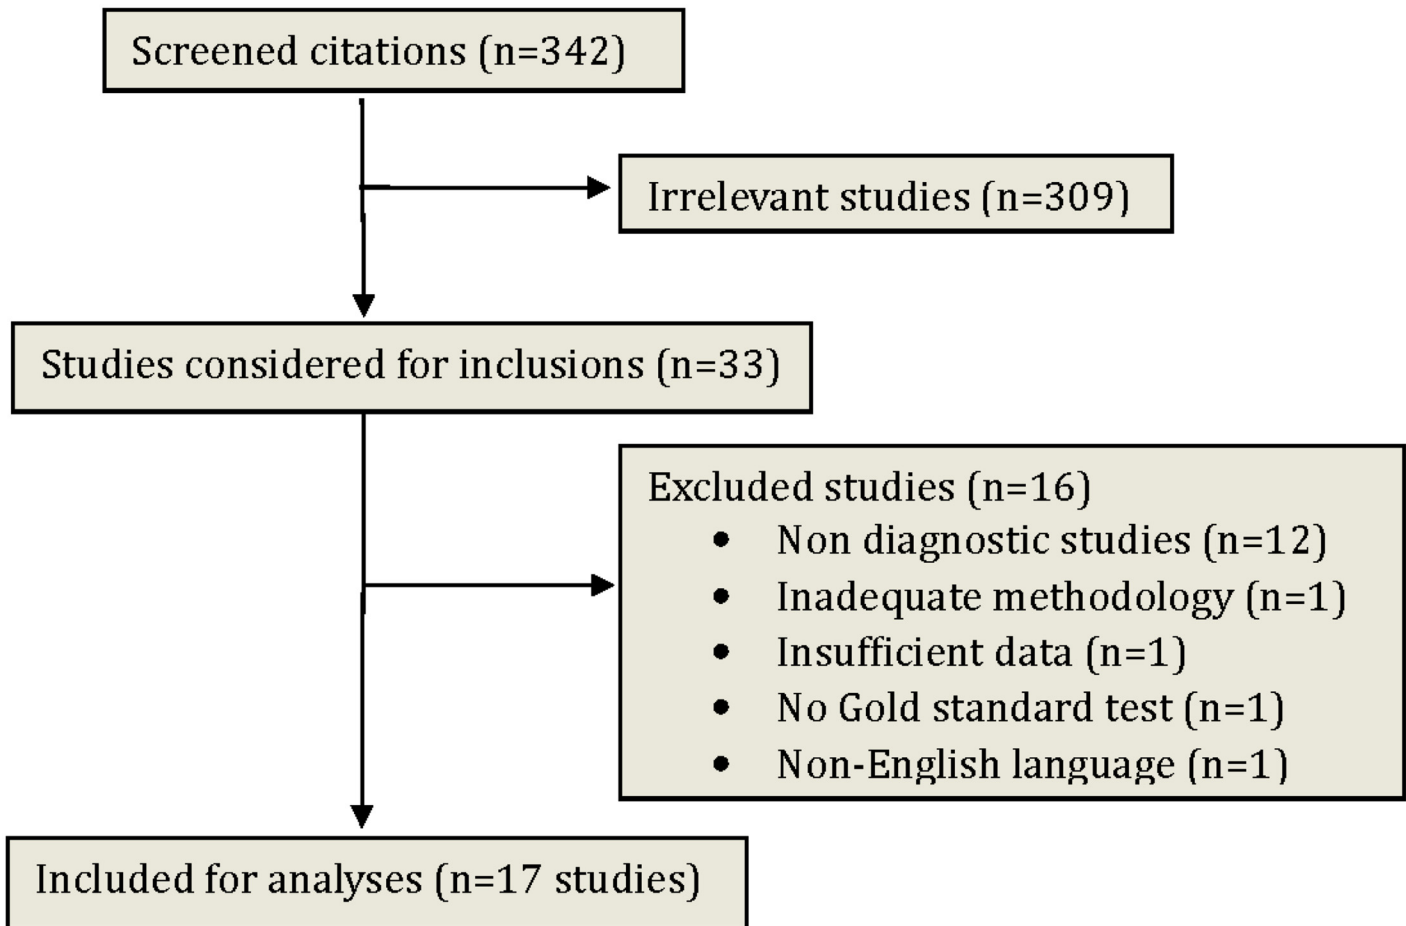 Screened citations (n=342)
Irrelevant studies (n=309)
Studies considered for inclusions (n=33)
Excluded studies (n=16)
• Non diagnostic studies (n=12)
• Inadequate methodology (n=1)
• Insufficient data (n=1)
• No Gold standard test (n=1)
• Non-English language (n=1)
Included for analyses (n=17 studies)